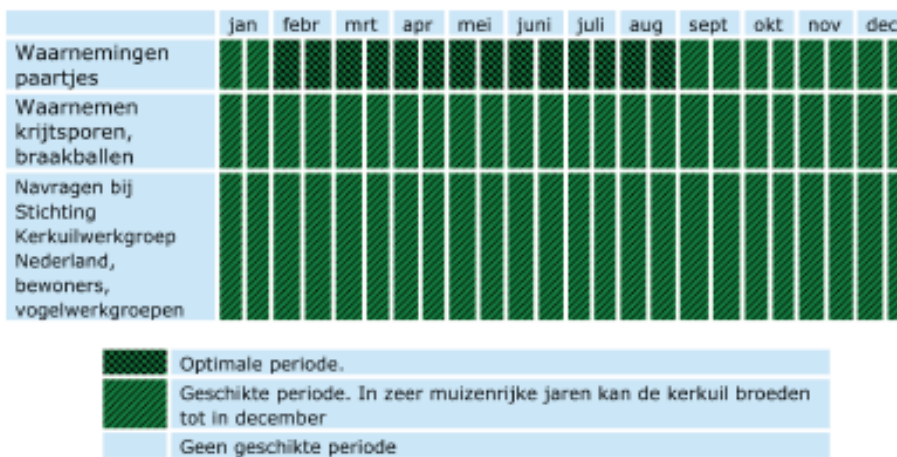 jan febr mrt apr mei juni juli aug sept okt nov dec
Waarnemingen
paartjes
Waarnemen
krijtsporen,
braakballen
Navragen bij
Stichting
Kerkuilwerkgroep
Nederland,
bewoners,
vogelwerkgroepen
Optimale periode.
Geschikte periode. In zeer muizenrijke jaren kan de kerkuil broeden
tot in december
Geen geschikte periode